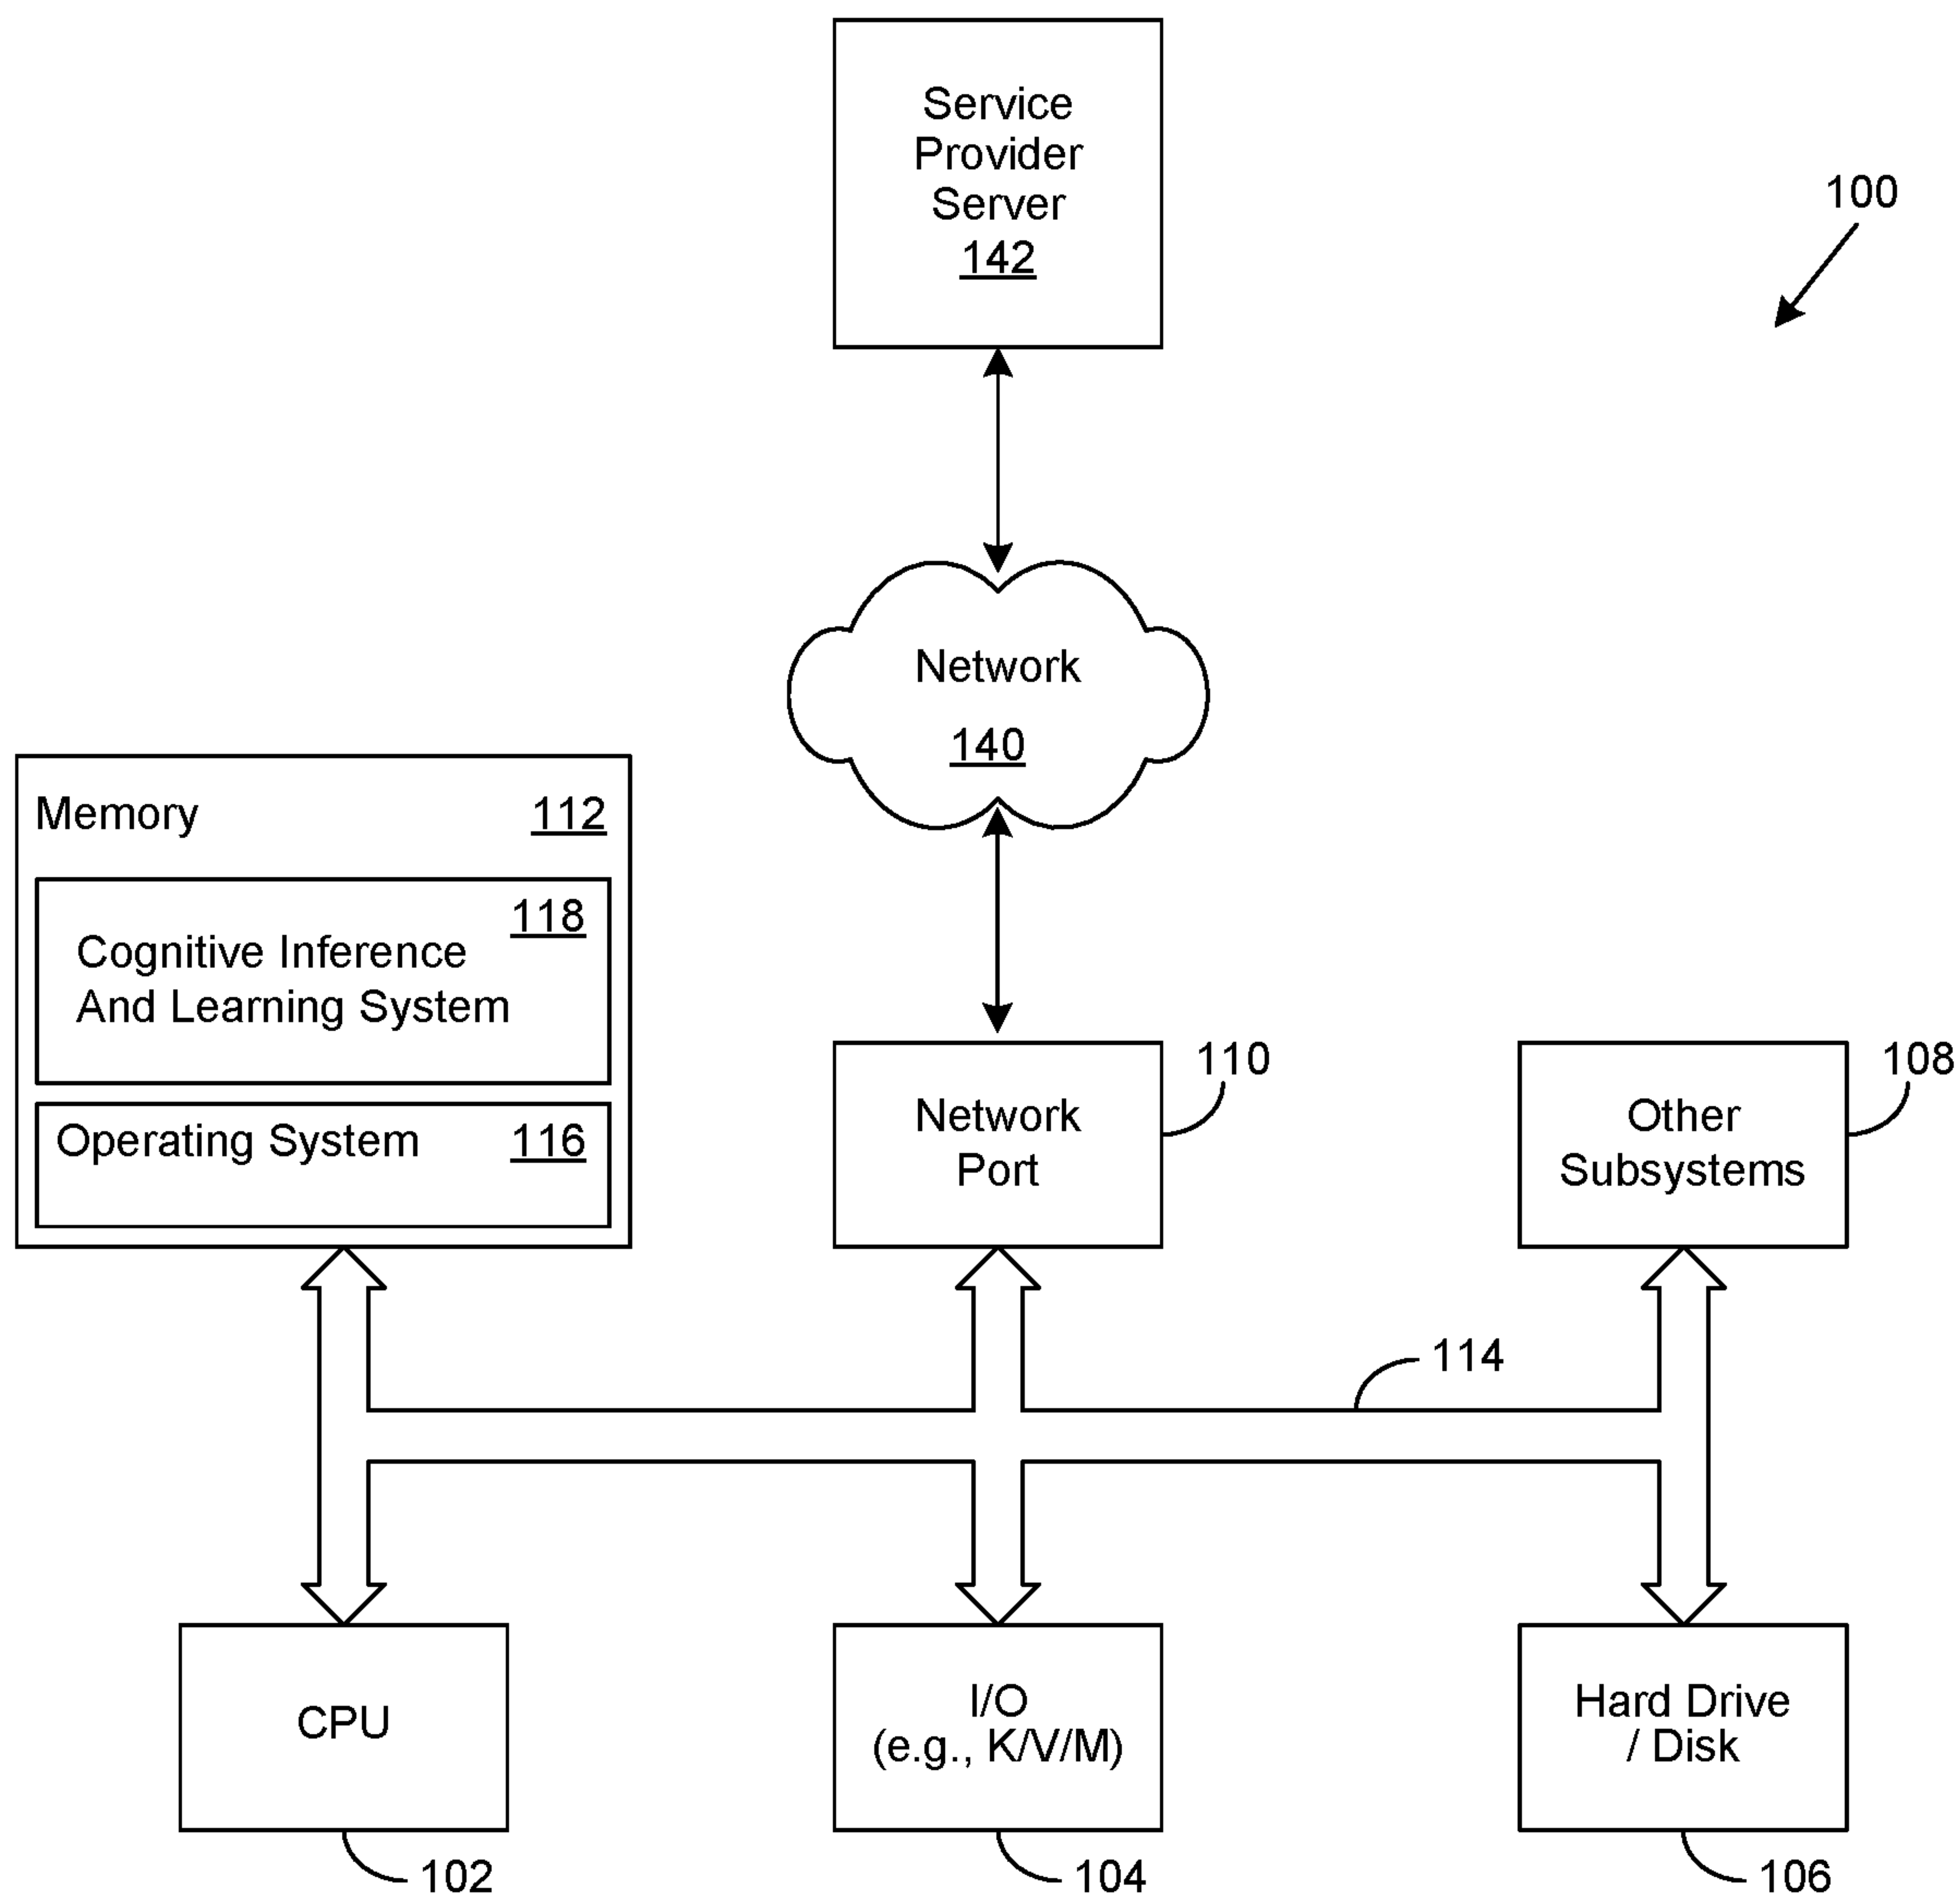 Service
Provider
Server
142
100
Network
140
Memory 112
118
Cognitive Inference
And Learning System
Operating System 116
Network
Port
110
Other
Subsystems
108
114
CPU
102
I/O
(e.g., K/V/M)
104
Hard Drive
/ Disk
106